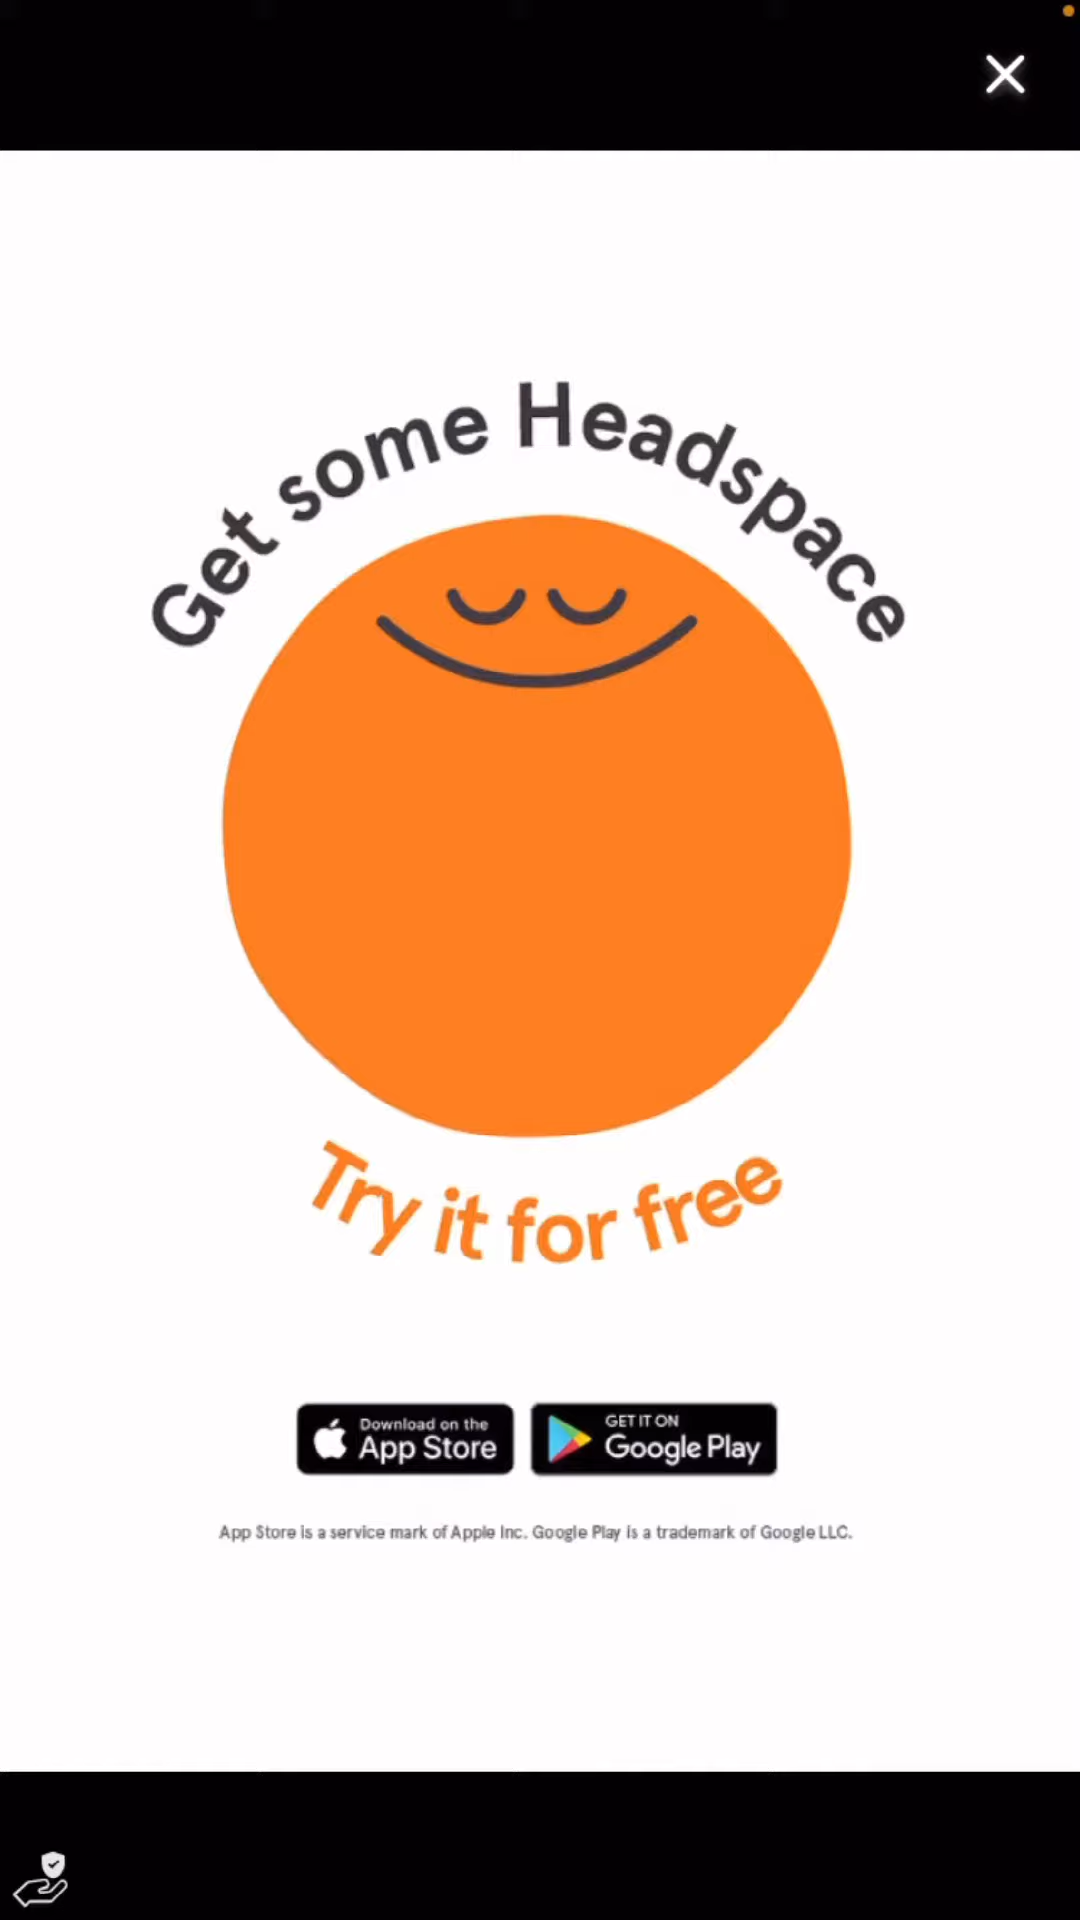 Get some Headspace
Try it for free
Download on the
App Store
GET IT ON
Google Play
App Store is a service mark of Apple Inc. Google Play is a trademark of Google LLC.